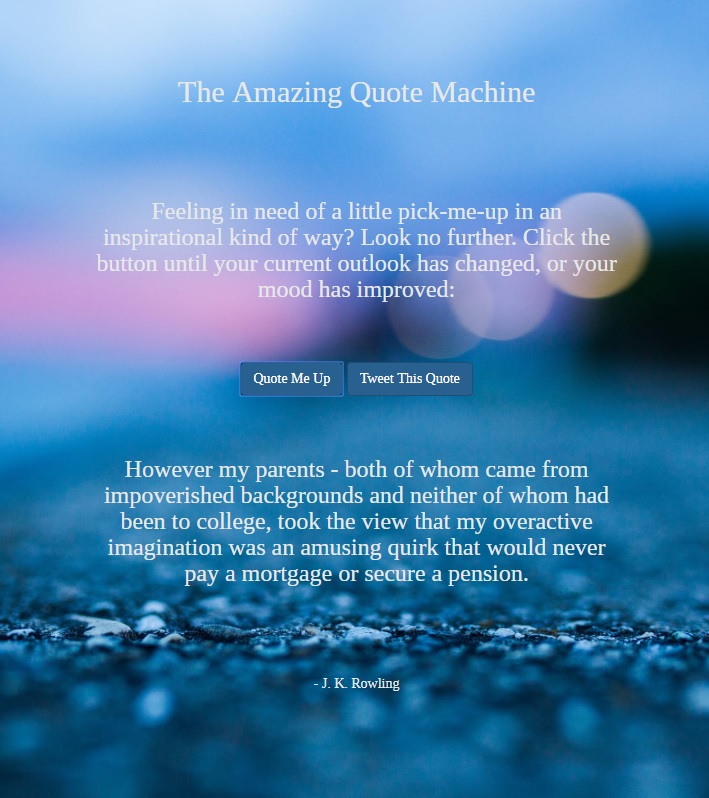 The Amazing Quote Machine
Feeling in need of a little pick-me-up in an
inspirational kind of way? Look no further. Click the
button until your current outlook has changed, or your
mood has improved:
Quote Me Up Tweet This Quote
However my parents - both of whom came from
impoverished backgrounds and neither of whom had
been to college, took the view that my overactive
imagination was an amusing quirk that would never
pay a mortgage or secure a pension.
- J. K. Rowling